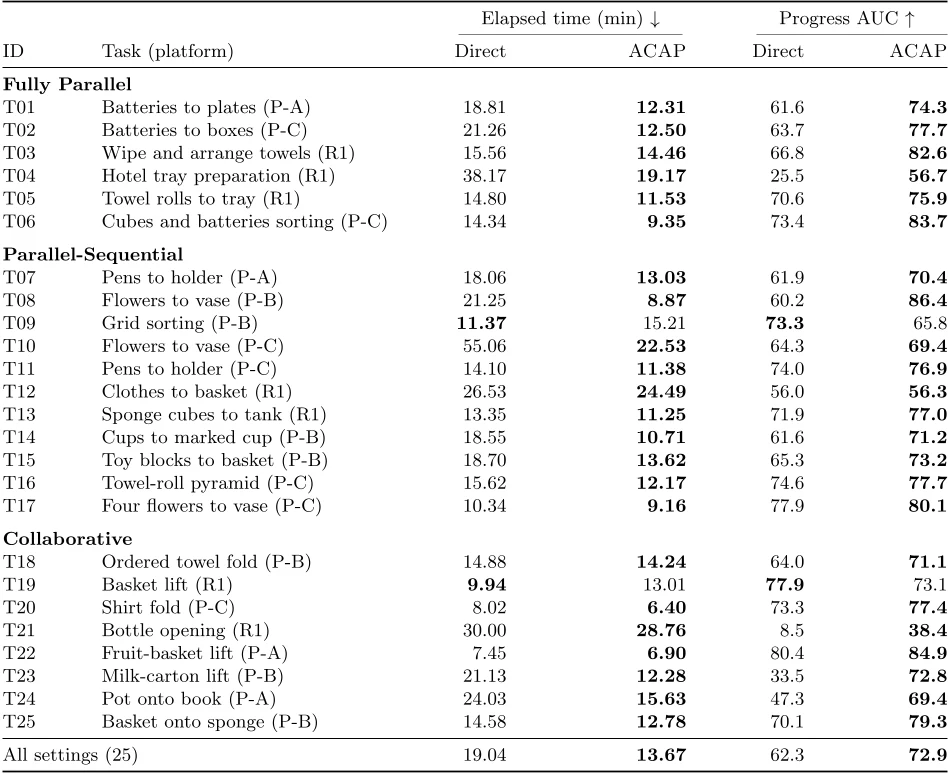 Elapsed time (min) ↓ Progress AUC ↑
ID Task (platform) Direct ACAP Direct ACAP
Fully Parallel
T01 Batteries to plates (P-A) 18.81 12.31 61.6 74.3
T02 Batteries to boxes (P-C) 21.26 12.50 63.7 77.7
T03 Wipe and arrange towels (R1) 15.56 14.46 66.8 82.6
T04 Hotel tray preparation (R1) 38.17 19.17 25.5 56.7
T05 Towel rolls to tray (R1) 14.80 11.53 70.6 75.9
T06 Cubes and batteries sorting (P-C) 14.34 9.35 73.4 83.7
Parallel-Sequential
T07 Pens to holder (P-A) 18.06 13.03 61.9 70.4
T08 Flowers to vase (P-B) 21.25 8.87 60.2 86.4
T09 Grid sorting (P-B) 11.37 15.21 73.3 65.8
T10 Flowers to vase (P-C) 55.06 22.53 64.3 69.4
T11 Pens to holder (P-C) 14.10 11.38 74.0 76.9
T12 Clothes to basket (R1) 26.53 24.49 56.0 56.3
T13 Sponge cubes to tank (R1) 13.35 11.25 71.9 77.0
T14 Cups to marked cup (P-B) 18.55 10.71 61.6 71.2
T15 Toy blocks to basket (P-B) 18.70 13.62 65.3 73.2
T16 Towel-roll pyramid (P-C) 15.62 12.17 74.6 77.7
T17 Four flowers to vase (P-C) 10.34 9.16 77.9 80.1
Collaborative
T18 Ordered towel fold (P-B) 14.88 14.24 64.0 71.1
T19 Basket lift (R1) 9.94 13.01 77.9 73.1
T20 Shirt fold (P-C) 8.02 6.40 73.3 77.4
T21 Bottle opening (R1) 30.00 28.76 8.5 38.4
T22 Fruit-basket lift (P-A) 7.45 6.90 80.4 84.9
T23 Milk-carton lift (P-B) 21.13 12.28 33.5 72.8
T24 Pot onto book (P-A) 24.03 15.63 47.3 69.4
T25 Basket onto sponge (P-B) 14.58 12.78 70.1 79.3
All settings (25) 19.04 13.67 62.3 72.9